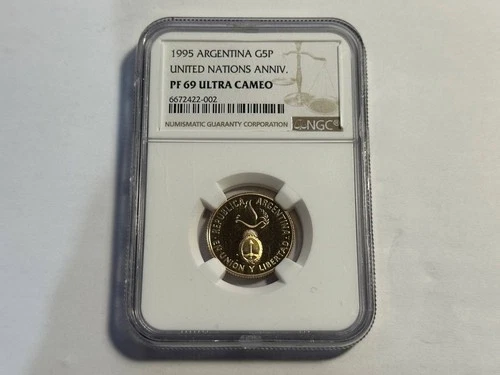 1995 ARGENTINA G5P
UNITED NATIONS ANNIV.
PF 69 ULTRA CAMEO
6672422-002
NUMISMATIC GUARANTY CORPORATION
NGC®
REPUBLICA ARGENTINA
EN UNION Y LIBERTAD